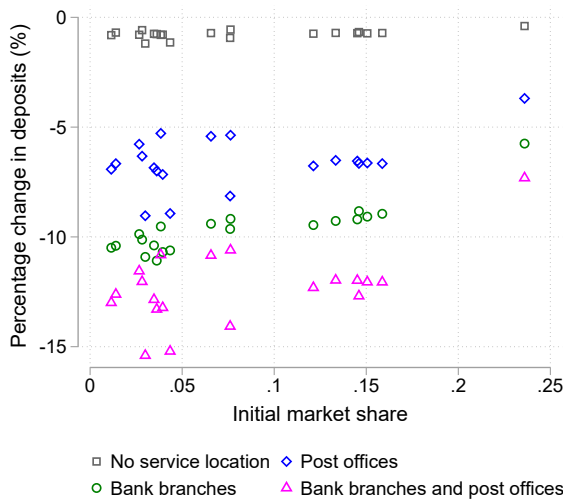 Percentage change in deposits (%)
0
-5
-10
-15
0 .05 .1 .15 .2 .25
Initial market share
No service location Post offices
Bank branches Bank branches and post offices